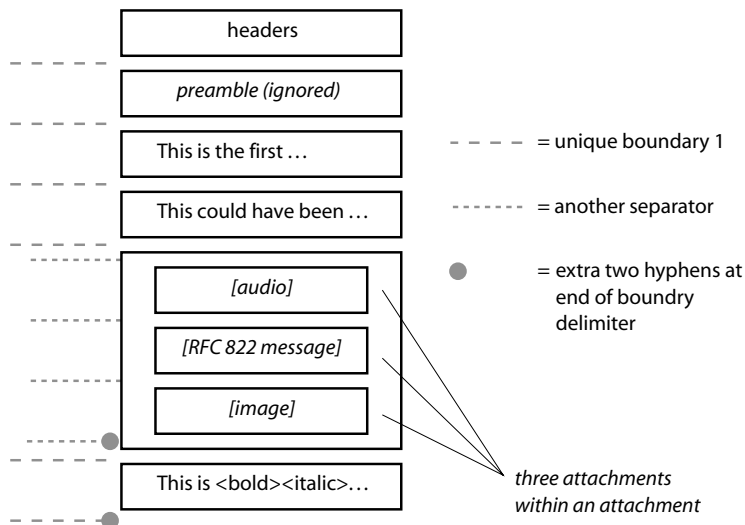 headers
preamble (ignored)
This is the first …
This could have been …
[audio]
[RFC 822 message]
[image]
This is <bold><italic>…
= unique boundary 1
= another separator
= extra two hyphens at
end of boundry
delimiter
three attachments
within an attachment